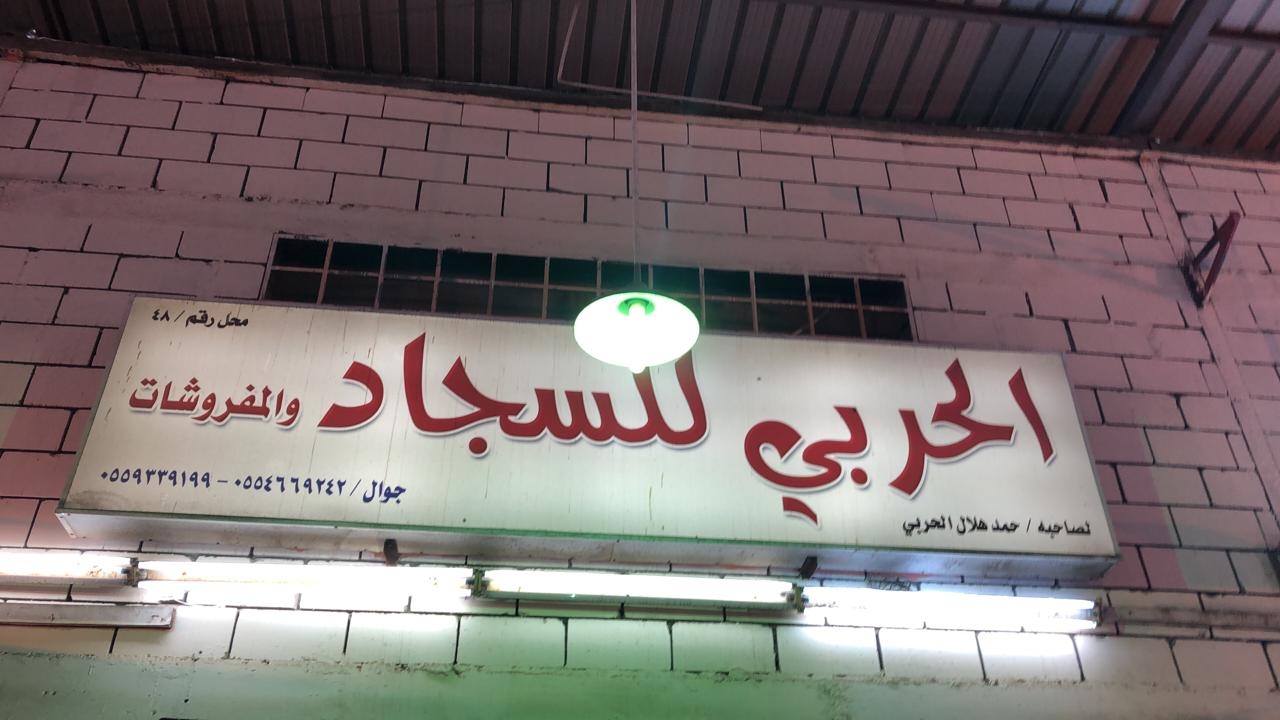 محل رقم / ٤٨
الحربي للسجاد والمفروشات
جوال / ٠٥٥٤٦٦٩٢٤٢ - ٠٥٥٩٣٣٩١٩٩
لصاحبه / حمد هلال الحربي